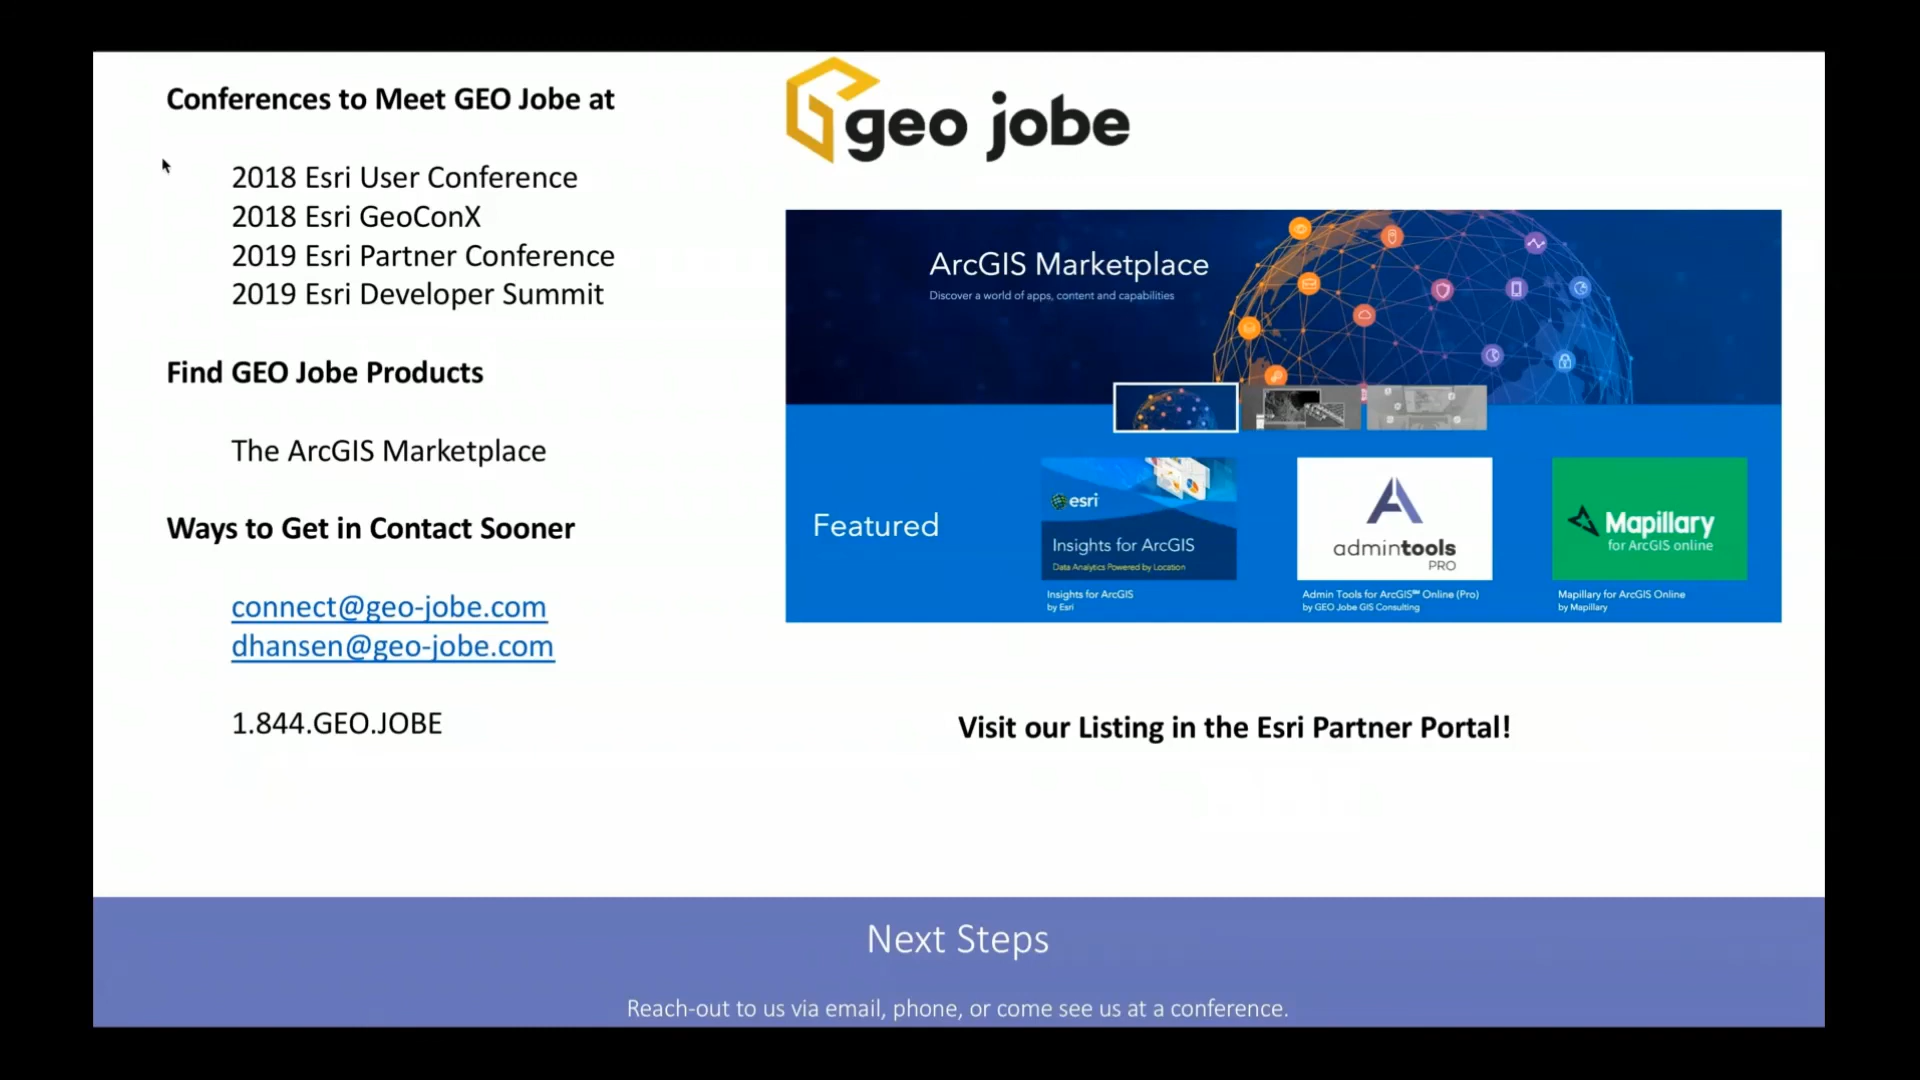 Conferences to Meet GEO Jobe at
2018 Esri User Conference
2018 Esri GeoConX
2019 Esri Partner Conference
2019 Esri Developer Summit
Find GEO Jobe Products
The ArcGIS Marketplace
Ways to Get in Contact Sooner
connect@geo-jobe.com
dhansen@geo-jobe.com
1.844.GEO.JOBE
geo jobe
ArcGIS Marketplace
Discover a world of apps, content and capabilities
Featured
esri
Insights for ArcGIS
Data Analytics Powered by Location
Insights for ArcGIS
by Esri
admintools
PRO
Admin Tools for ArcGIS℠ Online (Pro)
by GEO Jobe GIS Consulting
Mapillary
for ArcGIS online
Mapillary for ArcGIS Online
by Mapillary
Visit our Listing in the Esri Partner Portal!
Next Steps
Reach-out to us via email, phone, or come see us at a conference.